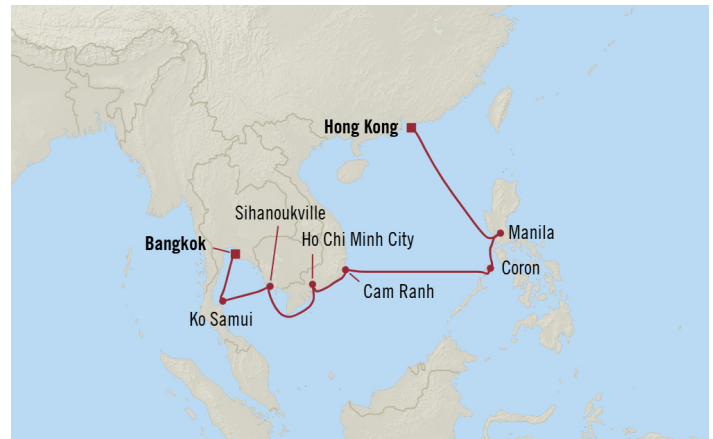 Hong Kong
Sihanoukville
Manila
Ho Chi Minh City
Bangkok
Coron
Cam Ranh
Ko Samui